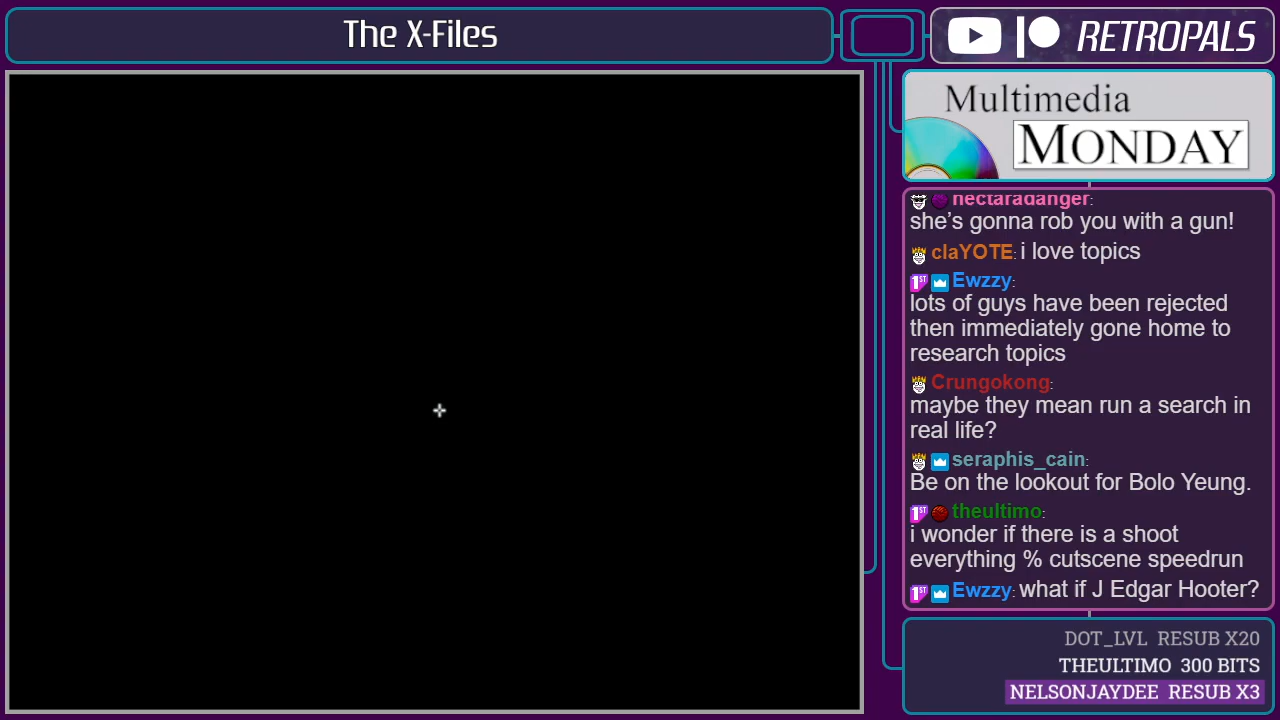 The X-Files
RETROPALS
Multimedia
MONDAY
nectaradanger:
she's gonna rob you with a gun!
claYOTE: i love topics
1ST Ewzzy:
lots of guys have been rejected
then immediately gone home to
research topics
Crungokong:
maybe they mean run a search in
real life?
seraphis_cain:
Be on the lookout for Bolo Yeung.
1ST theultimo:
i wonder if there is a shoot
everything % cutscene speedrun
1ST Ewzzy: what if J Edgar Hooter?
DOT_LVL RESUB X20
THEULTIMO 300 BITS
NELSONJAYDEE RESUB X3